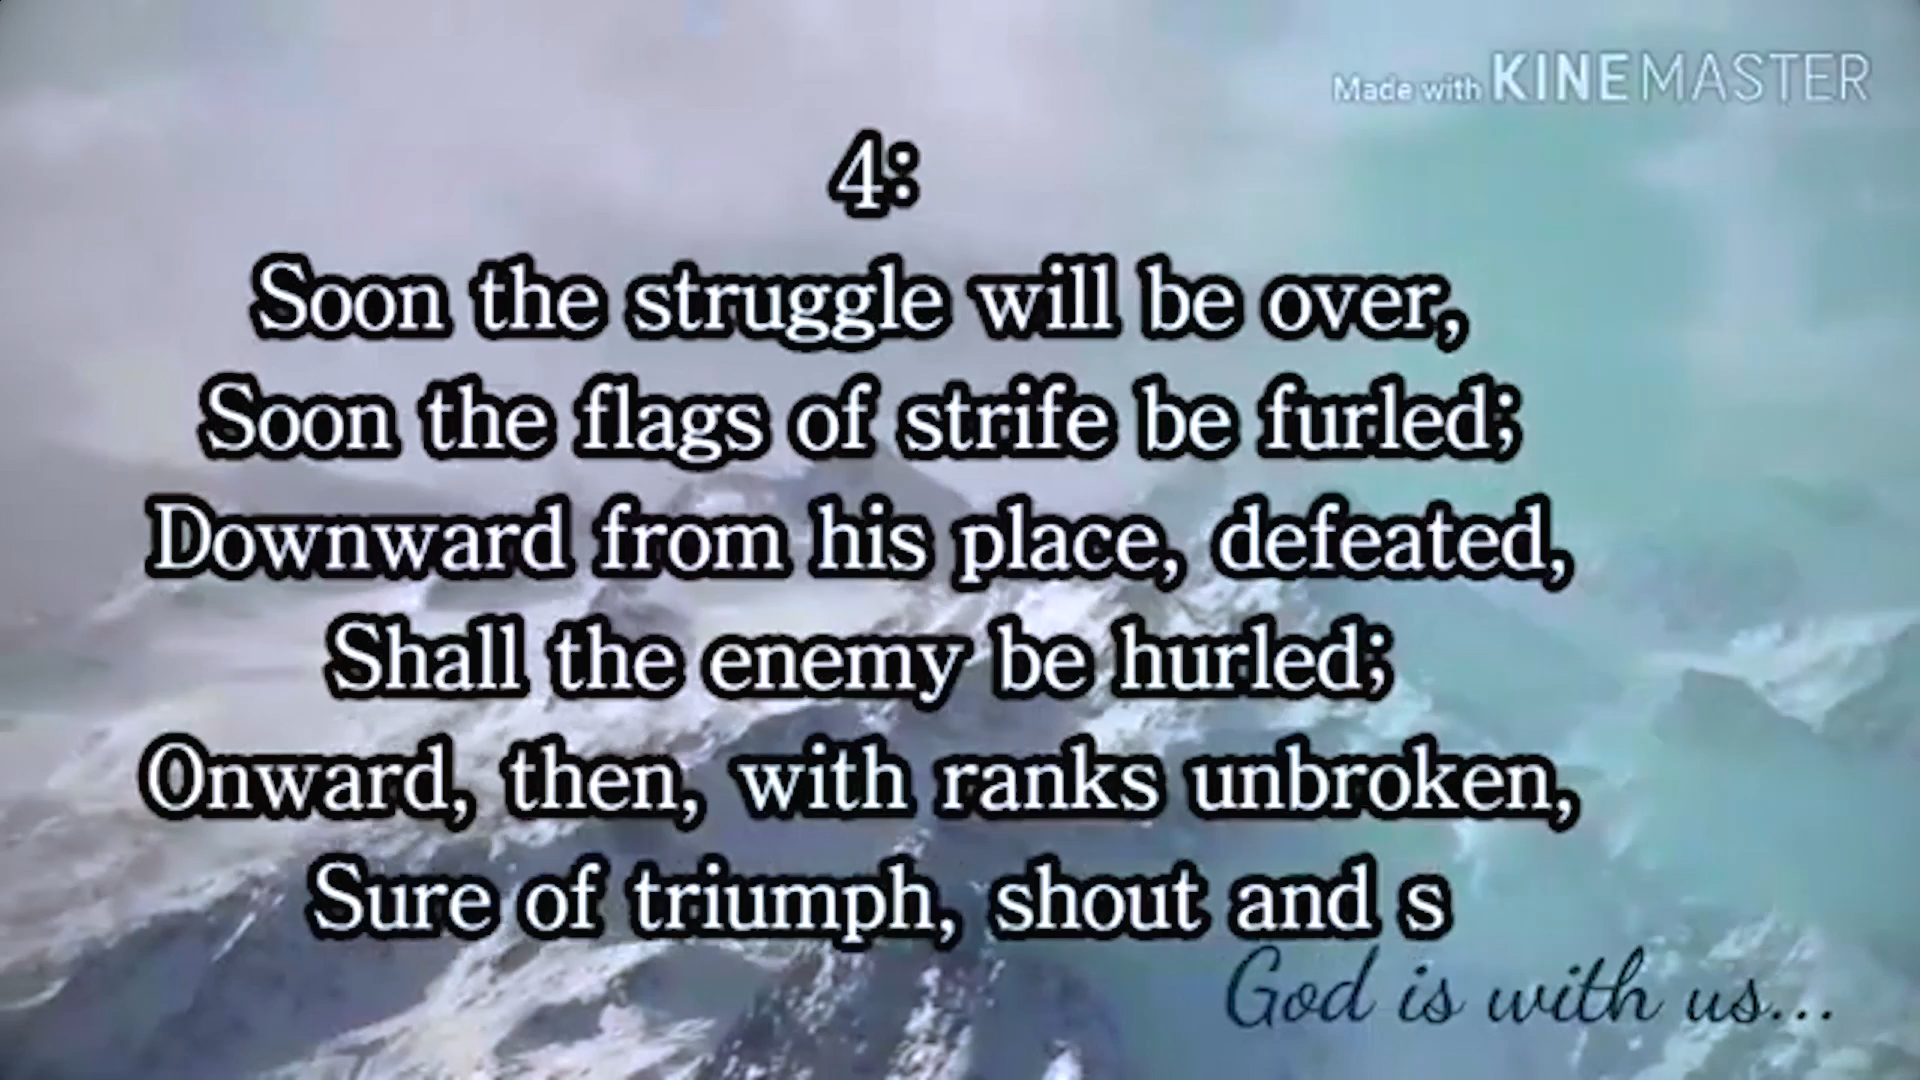 Made with KINEMASTER
4:
Soon the struggle will be over,
Soon the flags of strife be furled;
Downward from his place, defeated,
Shall the enemy be hurled;
Onward, then, with ranks unbroken,
Sure of triumph, shout and s
God is with us...